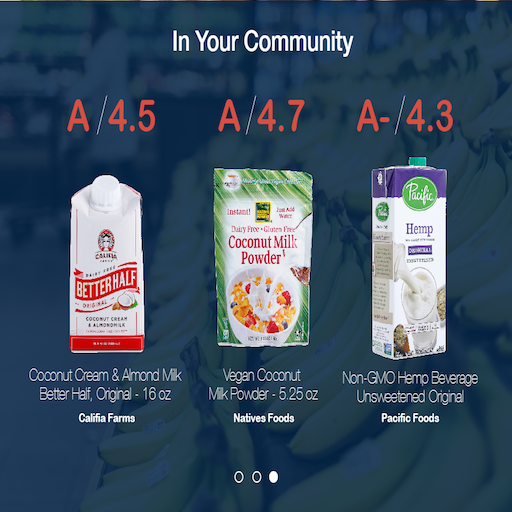 In Your Community
A/4.5
A/4.7
A-/4.3
CALIFIA
FARMS
DAIRY FREE
BETTERHALF
ORIGINAL
COCONUT CREAM
& ALMONDMILK
Instant!
Just Add
Water
Dairy Free • Gluten Free
Coconut Milk
Powder
Pacific
Hemp
ORIGINAL
Coconut Cream & Almond Milk
Better Half, Original - 16 oz
Califia Farms
Vegan Coconut
Milk Powder - 5.25 oz
Natives Foods
Non-GMO Hemp Beverage
Unsweetened Original
Pacific Foods